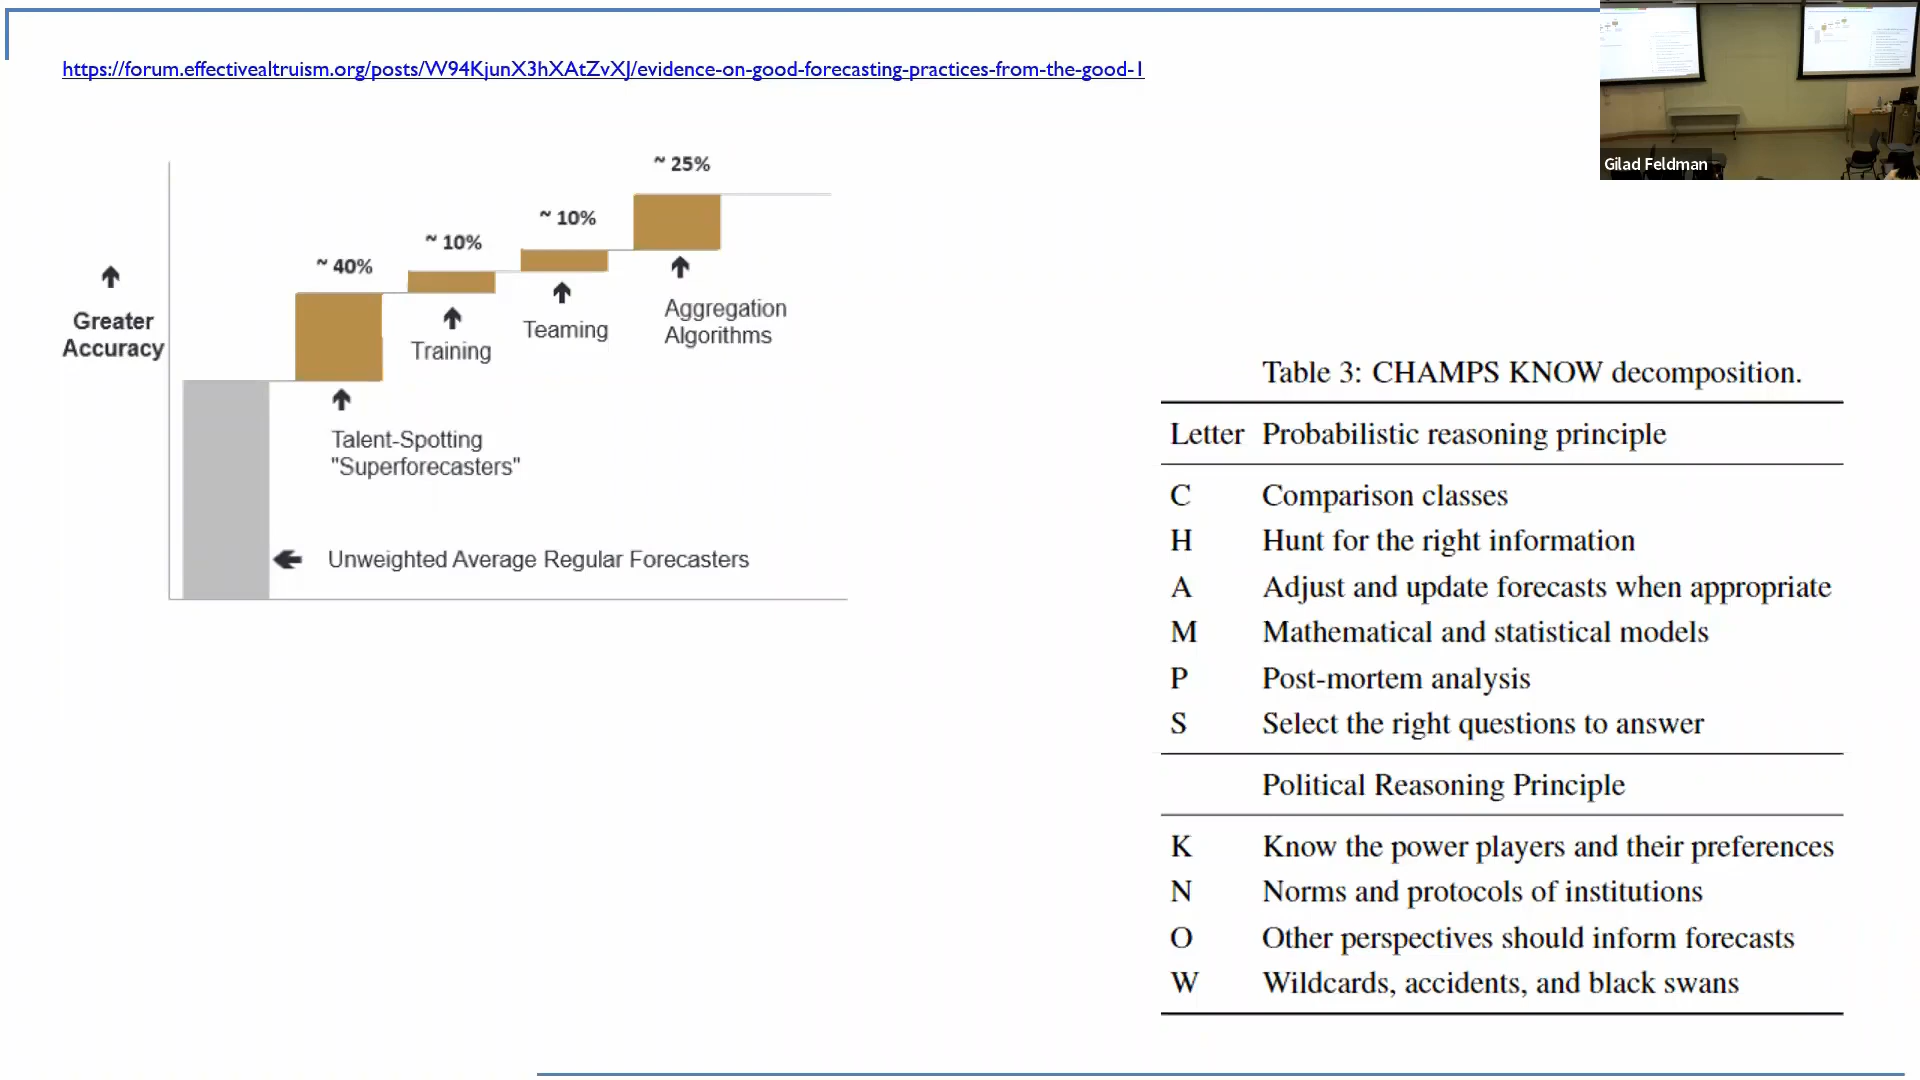 https://forum.effectivealtruism.org/posts/W94KjunX3hXAtZvXJ/evidence-on-good-forecasting-practices-from-the-good-1
Gilad Feldman
~ 25%
~ 10%
~ 10%
~ 40%
Greater
Accuracy
Aggregation
Algorithms
Teaming
Training
Talent-Spotting
"Superforecasters"
Unweighted Average Regular Forecasters
Table 3: CHAMPS KNOW decomposition.
Letter Probabilistic reasoning principle
C Comparison classes
H Hunt for the right information
A Adjust and update forecasts when appropriate
M Mathematical and statistical models
P Post-mortem analysis
S Select the right questions to answer
Political Reasoning Principle
K Know the power players and their preferences
N Norms and protocols of institutions
O Other perspectives should inform forecasts
W Wildcards, accidents, and black swans